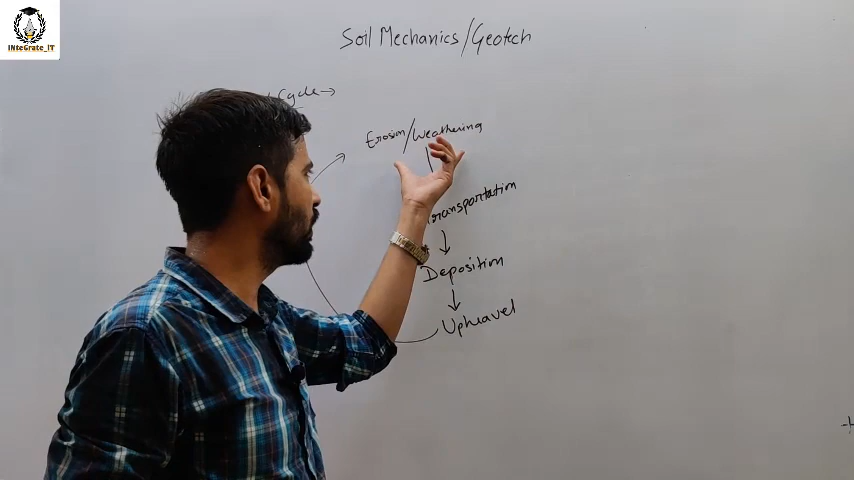 INteGrate_IT
Soil Mechanics/Geotech
Cycle →
Erosion/Weathering
Transportation
Deposition
Upheavel